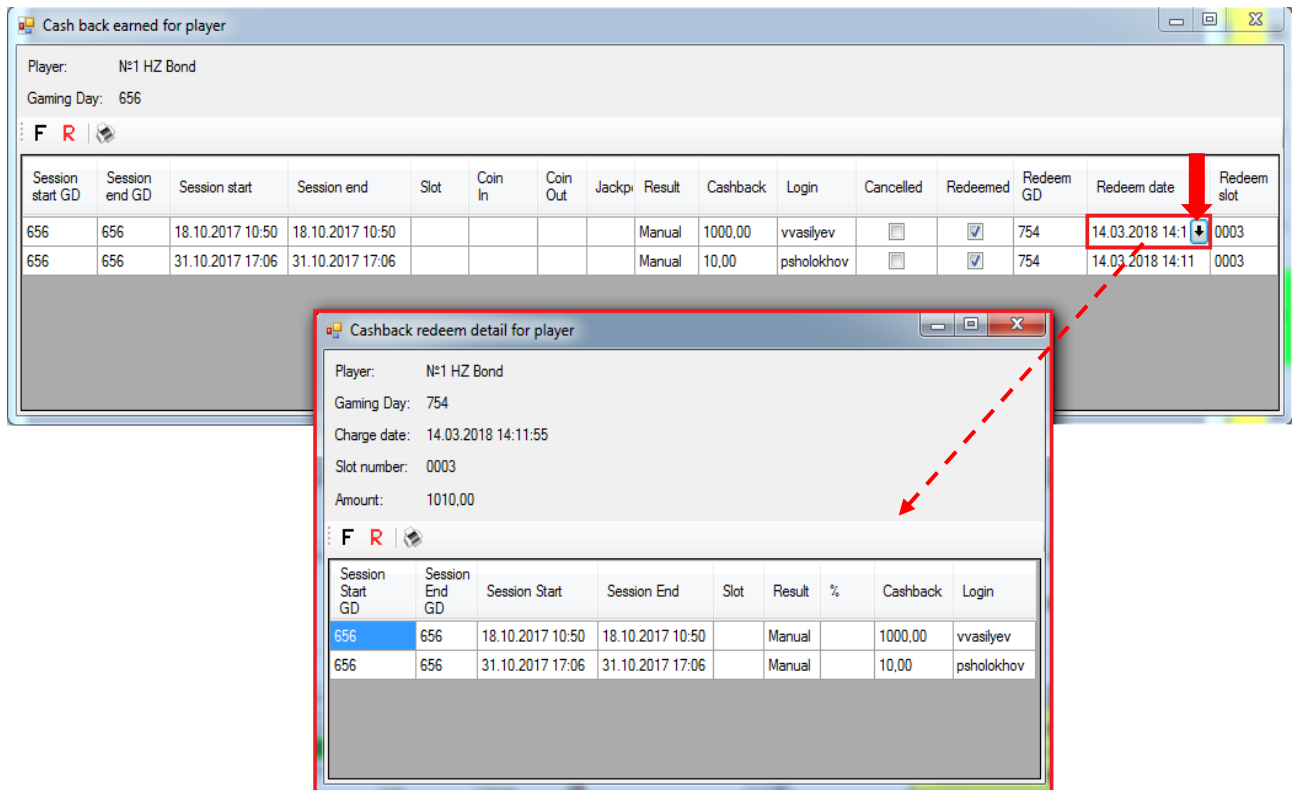 Cash back earned for player
Player: №1 HZ Bond
Gaming Day: 656
F R
Session start GD Session end GD Session start Session end Slot Coin In Coin Out Jackp Result Cashback Login Cancelled Redeemed Redeem GD Redeem date Redeem slot
656 656 18.10.2017 10:50 18.10.2017 10:50 Manual 1000,00 vvasilyev 754 14.03.2018 14:1 0003
656 656 31.10.2017 17:06 31.10.2017 17:06 Manual 10,00 psholokhov 754 14.03.2018 14:11 0003
Cashback redeem detail for player
Player: №1 HZ Bond
Gaming Day: 754
Charge date: 14.03.2018 14:11:55
Slot number: 0003
Amount: 1010,00
F R
Session Start GD Session End GD Session Start Session End Slot Result % Cashback Login
656 656 18.10.2017 10:50 18.10.2017 10:50 Manual 1000,00 vvasilyev
656 656 31.10.2017 17:06 31.10.2017 17:06 Manual 10,00 psholokhov